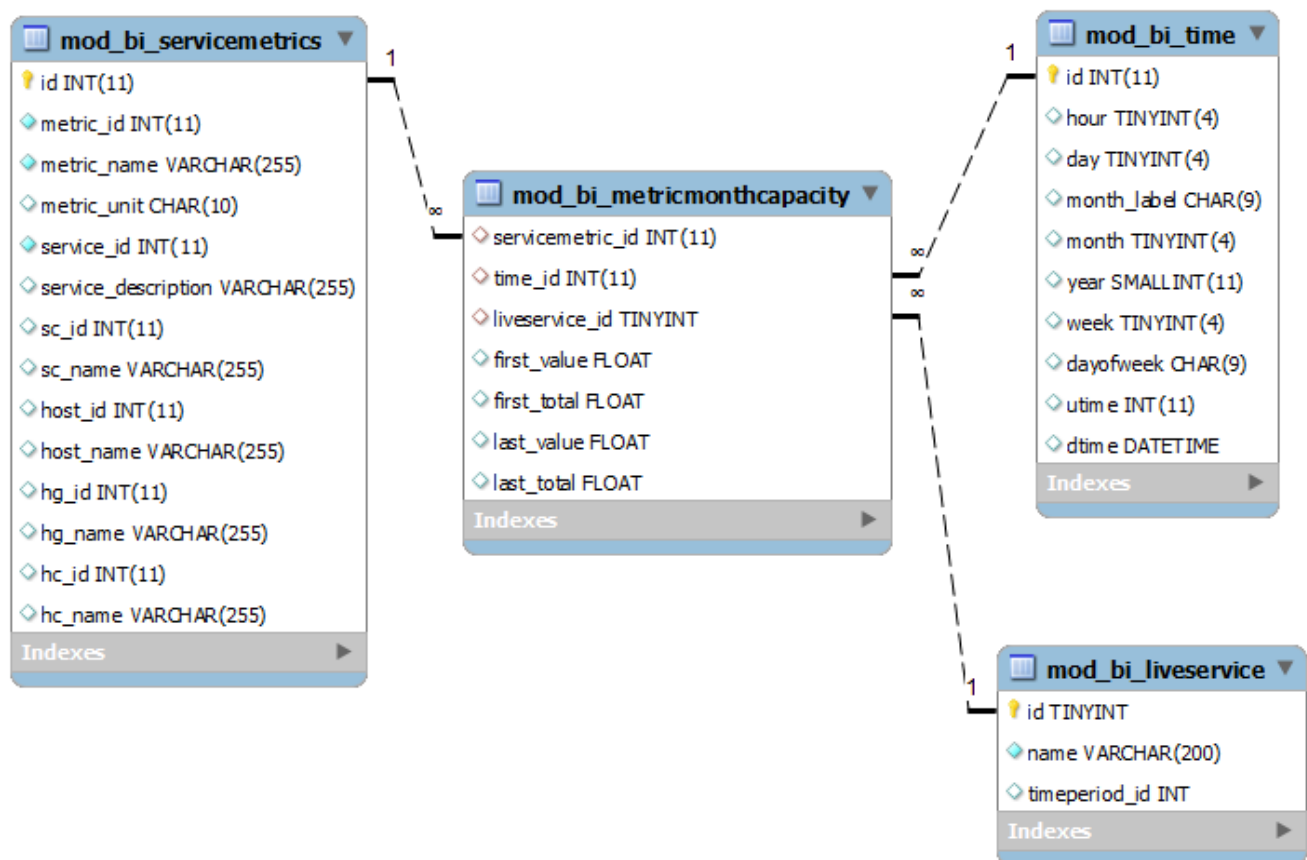 mod_bi_servicemetrics
id INT(11)
metric_id INT(11)
metric_name VARCHAR(255)
metric_unit CHAR(10)
service_id INT(11)
service_description VARCHAR(255)
sc_id INT(11)
sc_name VARCHAR(255)
host_id INT(11)
host_name VARCHAR(255)
hg_id INT(11)
hg_name VARCHAR(255)
hc_id INT(11)
hc_name VARCHAR(255)
Indexes
1
∞
mod_bi_metricmonthcapacity
servicemetric_id INT(11)
time_id INT(11)
liveservice_id TINYINT
first_value FLOAT
first_total FLOAT
last_value FLOAT
last_total FLOAT
Indexes
∞
∞
1
mod_bi_time
id INT(11)
hour TINYINT(4)
day TINYINT(4)
month_label CHAR(9)
month TINYINT(4)
year SMALLINT(11)
week TINYINT(4)
dayofweek CHAR(9)
utime INT(11)
dtime DATETIME
Indexes
1
mod_bi_liveservice
id TINYINT
name VARCHAR(200)
timeperiod_id INT
Indexes